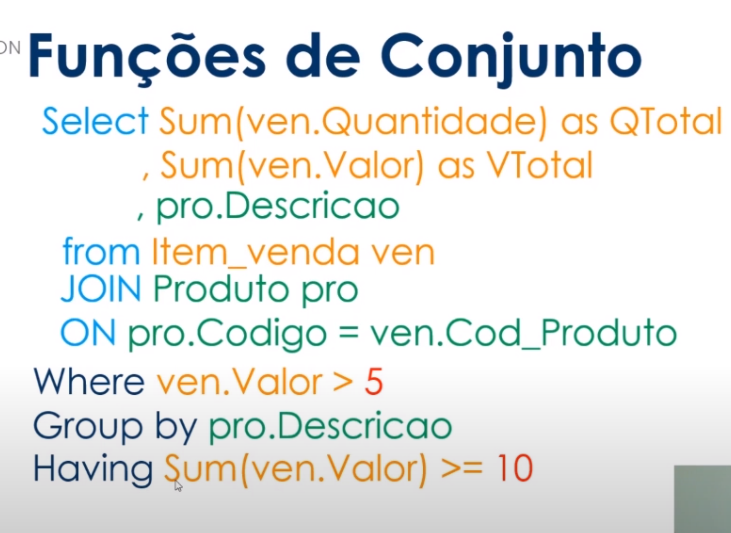 ON
Funções de Conjunto
Select Sum(ven.Quantidade) as QTotal
, Sum(ven.Valor) as VTotal
, pro.Descricao
from Item_venda ven
JOIN Produto pro
ON pro.Codigo = ven.Cod_Produto
Where ven.Valor > 5
Group by pro.Descricao
Having Sum(ven.Valor) >= 10